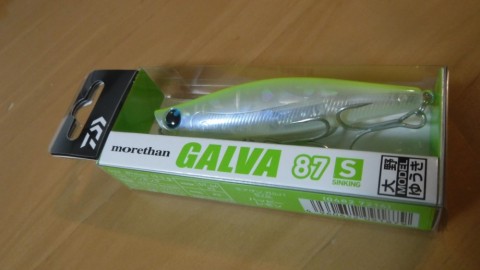 morethan GALVA 87 S
SINKING
大野
MODEL
ゆうき